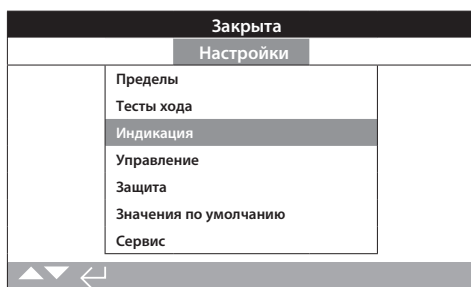 Закрыта
Настройки
Пределы
Тесты хода
Индикация
Управление
Защита
Значения по умолчанию
Сервис